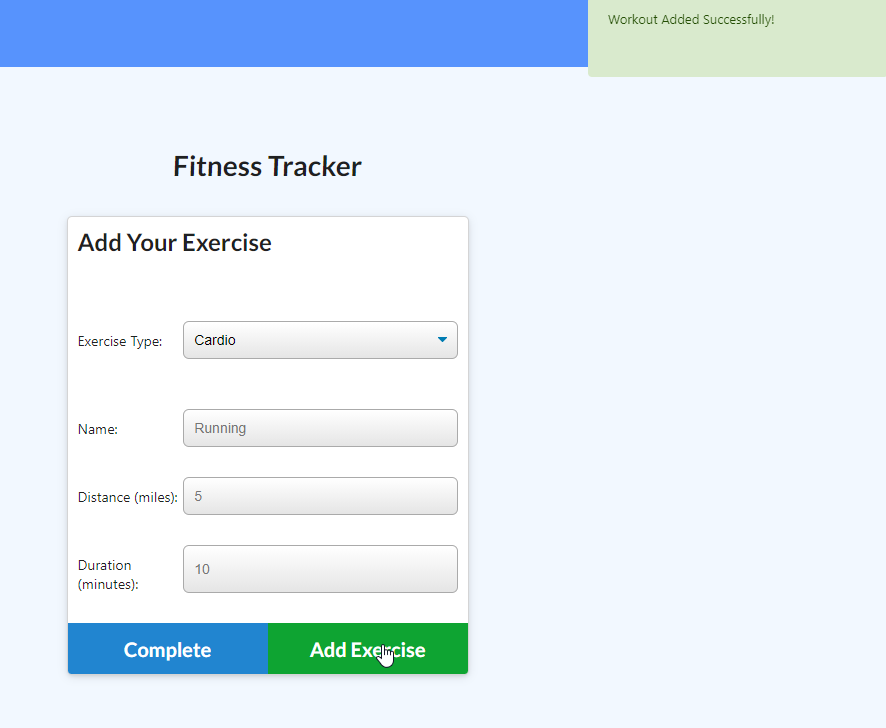 Workout Added Successfully!
Fitness Tracker
Add Your Exercise
Exercise Type:
Cardio
Name:
Running
Distance (miles):
5
Duration
(minutes):
10
Complete
Add Exercise